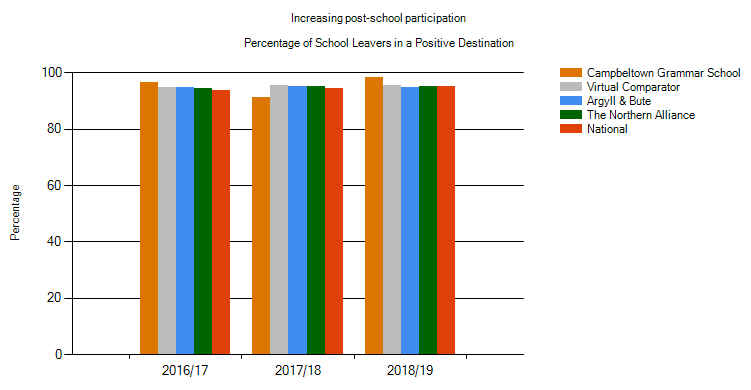 Increasing post-school participation
Percentage of School Leavers in a Positive Destination
Percentage
100
80
60
40
20
0
2016/17
2017/18
2018/19
Campbeltown Grammar School
Virtual Comparator
Argyll & Bute
The Northern Alliance
National